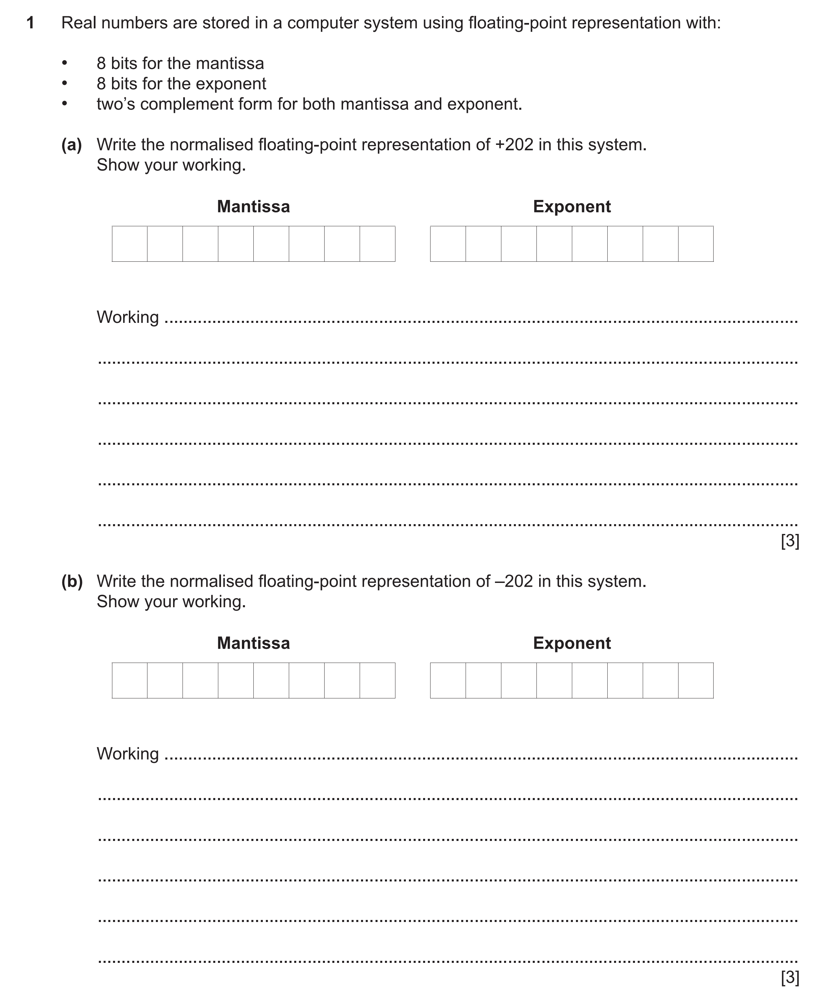 1 Real numbers are stored in a computer system using floating-point representation with:
• 8 bits for the mantissa
• 8 bits for the exponent
• two’s complement form for both mantissa and exponent.
(a) Write the normalised floating-point representation of +202 in this system.
Show your working.
Mantissa Exponent
Working ....................................................................................................................................
....................................................................................................................................
....................................................................................................................................
....................................................................................................................................
....................................................................................................................................
....................................................................................................................................
[3]
(b) Write the normalised floating-point representation of –202 in this system.
Show your working.
Mantissa Exponent
Working ....................................................................................................................................
....................................................................................................................................
....................................................................................................................................
....................................................................................................................................
....................................................................................................................................
....................................................................................................................................
[3]